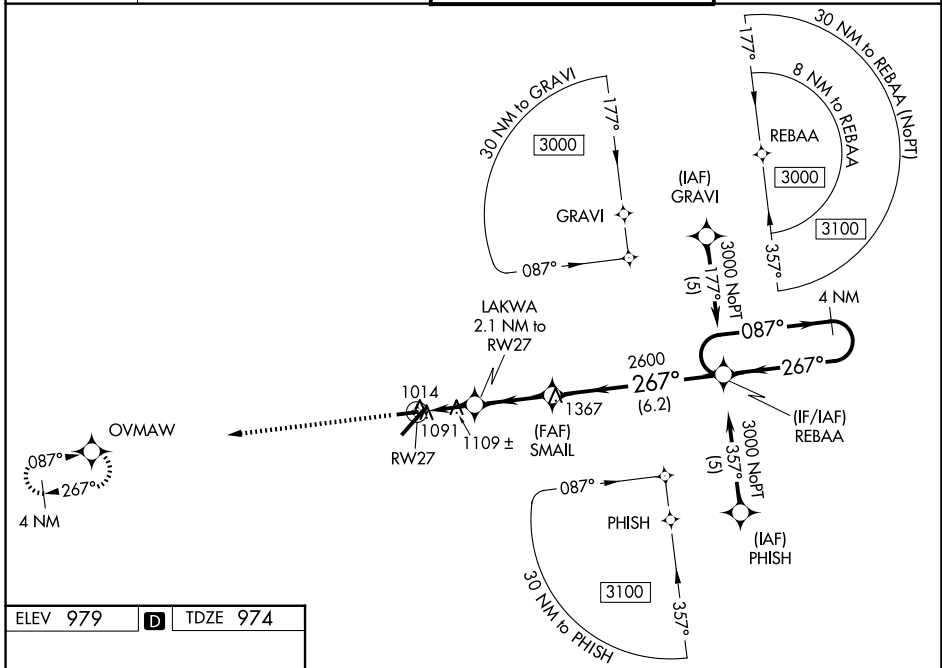 30 NM to REBAA (NoPT)
177°
8 NM to REBAA
REBAA
3000
3100
357°
30 NM to GRAVI
177°
3000
GRAVI
087°
(IAF)
GRAVI
3000 NoPT
177°
(5)
4 NM
087°
267°
LAKWA
2.1 NM to
RW27
2600
267°
(6.2)
(IF/IAF)
REBAA
1014
1091
1109 ±
1367
RW27
(FAF)
SMAIL
OVMAW
087°
267°
4 NM
3000 NoPT
357°
(5)
(IAF)
PHISH
087°
PHISH
3100
357°
30 NM to PHISH
ELEV 979 D TDZE 974